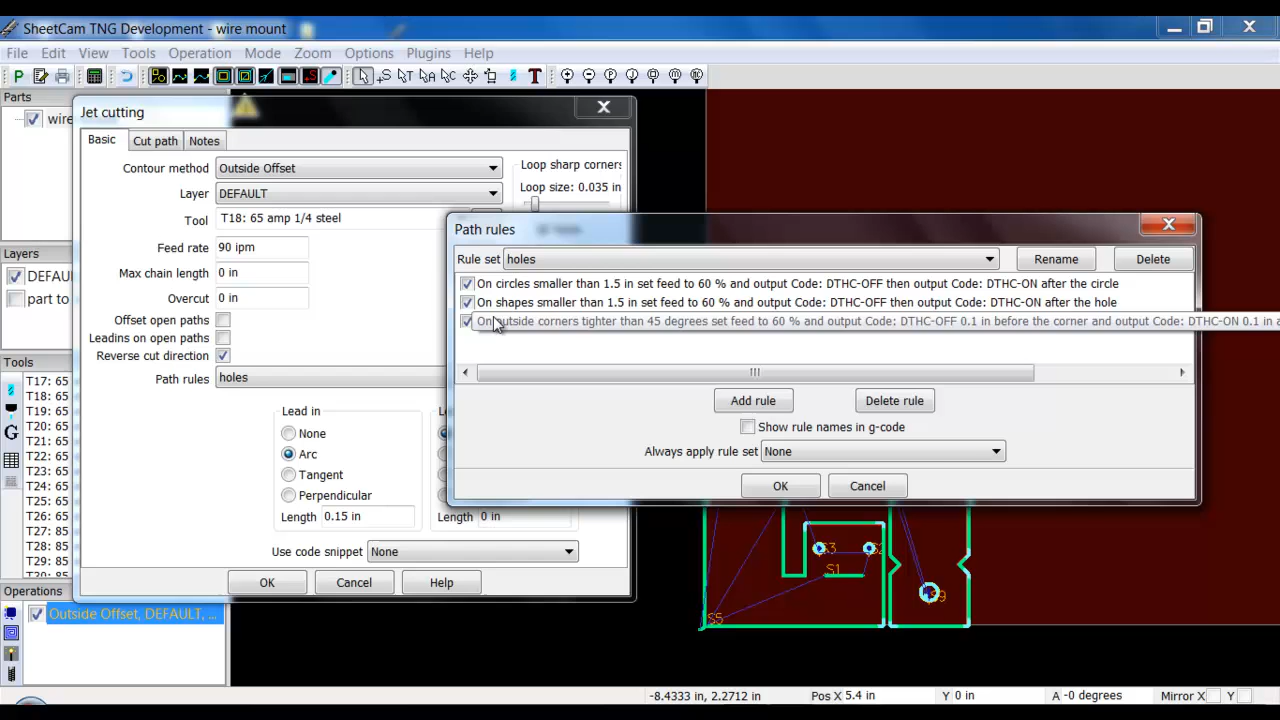 SheetCam TNG Development - wire mount
File Edit View Tools Operation Mode Zoom Options Plugins Help
Parts
wire
Layers
DEFAU
part to
Tools
T17: 65
T18: 65
T19: 65
T20: 65
T21: 65
T22: 65
T23: 65
T24: 65
T25: 65
T26: 65
T27: 85
T28: 85
T29: 85
Operations
Outside Offset, DEFAULT, ...
Jet cutting
Basic Cut path Notes
Contour method Outside Offset
Layer DEFAULT
Tool T18: 65 amp 1/4 steel
Feed rate 90 ipm
Max chain length 0 in
Overcut 0 in
Offset open paths
Leadins on open paths
Reverse cut direction
Path rules holes
Loop sharp corners
Loop size: 0.035 in
Lead in
None
Arc
Tangent
Perpendicular
Length 0.15 in
Length 0 in
Use code snippet None
OK Cancel Help
Path rules
Rule set holes Rename Delete
On circles smaller than 1.5 in set feed to 60 % and output Code: DTHC-OFF then output Code: DTHC-ON after the circle
On shapes smaller than 1.5 in set feed to 60 % and output Code: DTHC-OFF then output Code: DTHC-ON after the hole
On outside corners tighter than 45 degrees set feed to 60 % and output Code: DTHC-OFF 0.1 in before the corner and output Code: DTHC-ON 0.1 in a
Add rule Delete rule
Show rule names in g-code
Always apply rule set None
OK Cancel
S3 S2
S1
S5
-8.4333 in, 2.2712 in Pos X 5.4 in Y 0 in A -0 degrees Mirror X Y